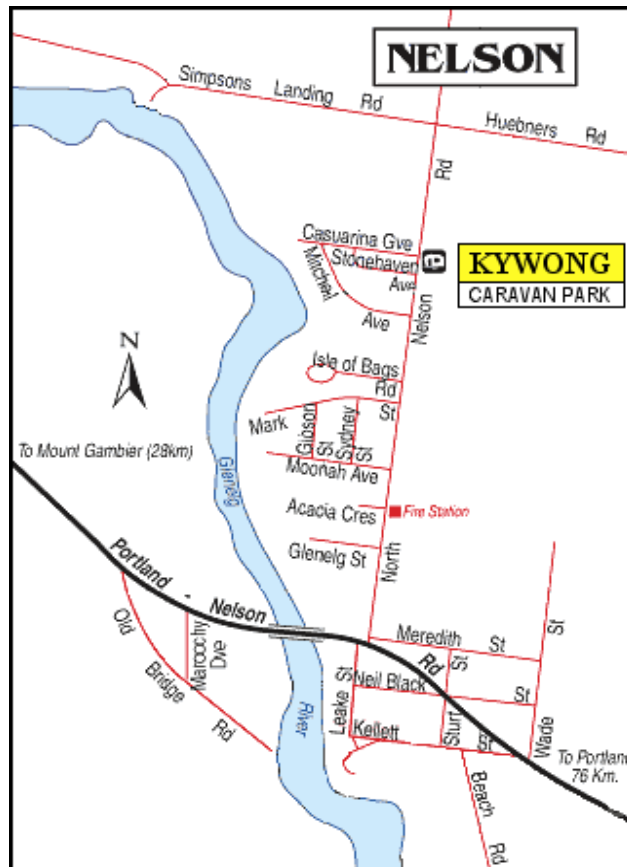 NELSON
Simpsons Landing Rd
Huebners Rd
Rd
Casuarina Gve
Stonehaven
Ave
Mitchell
Ave
KYWONG
CARAVAN PARK
Nelson
N
Isle of Bags
Rd
Mark
St
Gibson
St
Sydney
St
To Mount Gambier (28km)
Moonah Ave
Glenelg
Acacia Cres
Fire Station
Glenelg St
North
Portland - Nelson
Rd
Old
Bridge
Rd
Maroochy
Dve
Meredith St
St
St
Neil Black St
Leake St
River
Kellett
St
Sturt
Wade
Beach
Rd
To Portland
76 Km.